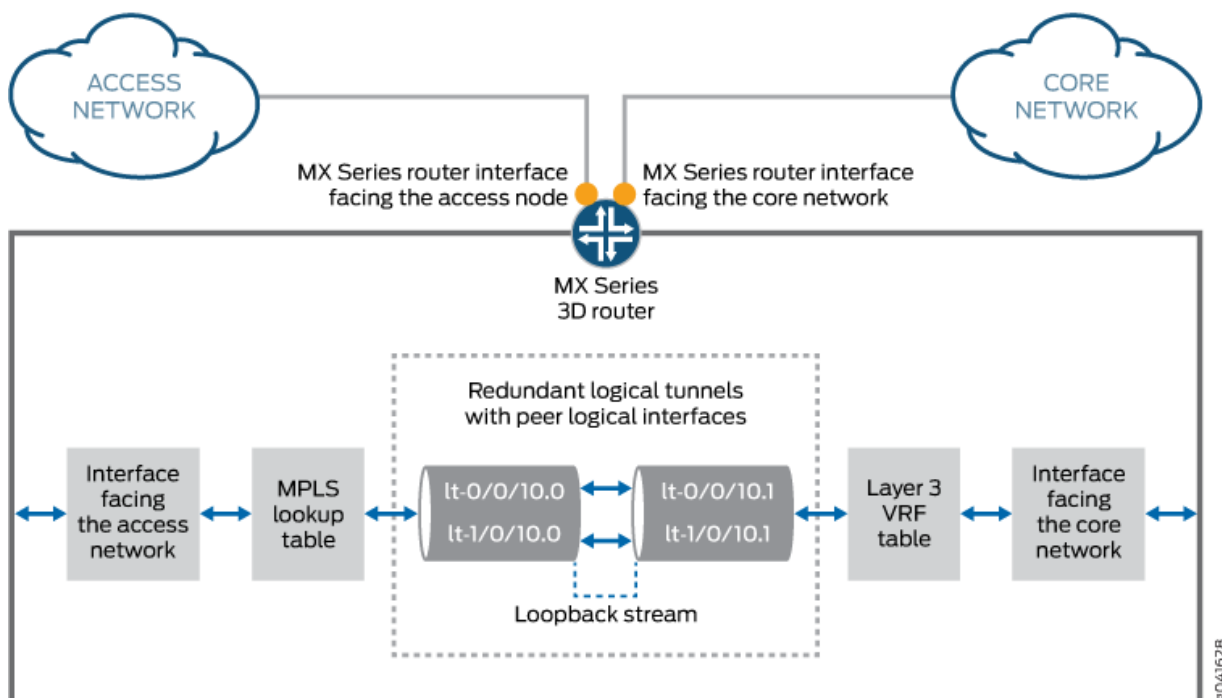 ACCESS
NETWORK
CORE
NETWORK
MX Series router interface
facing the access node
MX Series router interface
facing the core network
MX Series
3D router
Redundant logical tunnels
with peer logical interfaces
Interface
facing
the access
network
MPLS
lookup
table
lt-0/0/10.0
lt-1/0/10.0
lt-0/0/10.1
lt-1/0/10.1
Layer 3
VRF
table
Interface
facing
the core
network
Loopback stream
g041628